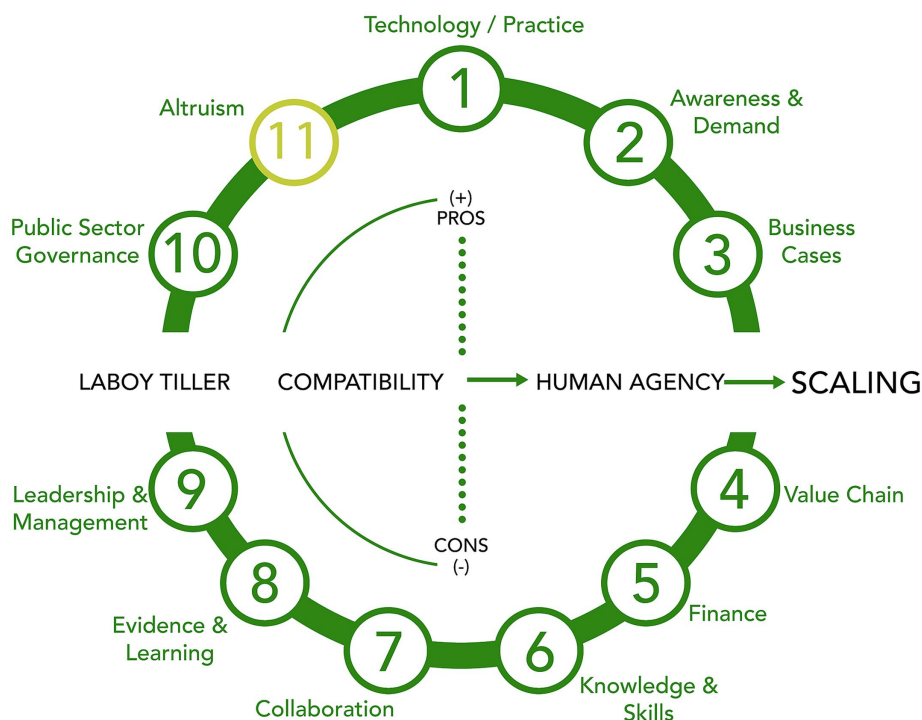 Technology / Practice
1
Awareness &
Demand
2
Business
Cases
3
Altruism
11
Public Sector
Governance
10
(+)
PROS
LABOY TILLER
COMPATIBILITY
HUMAN AGENCY
SCALING
CONS
(-)
4
Value Chain
5
Finance
6
Knowledge &
Skills
7
Collaboration
8
Evidence &
Learning
9
Leadership &
Management